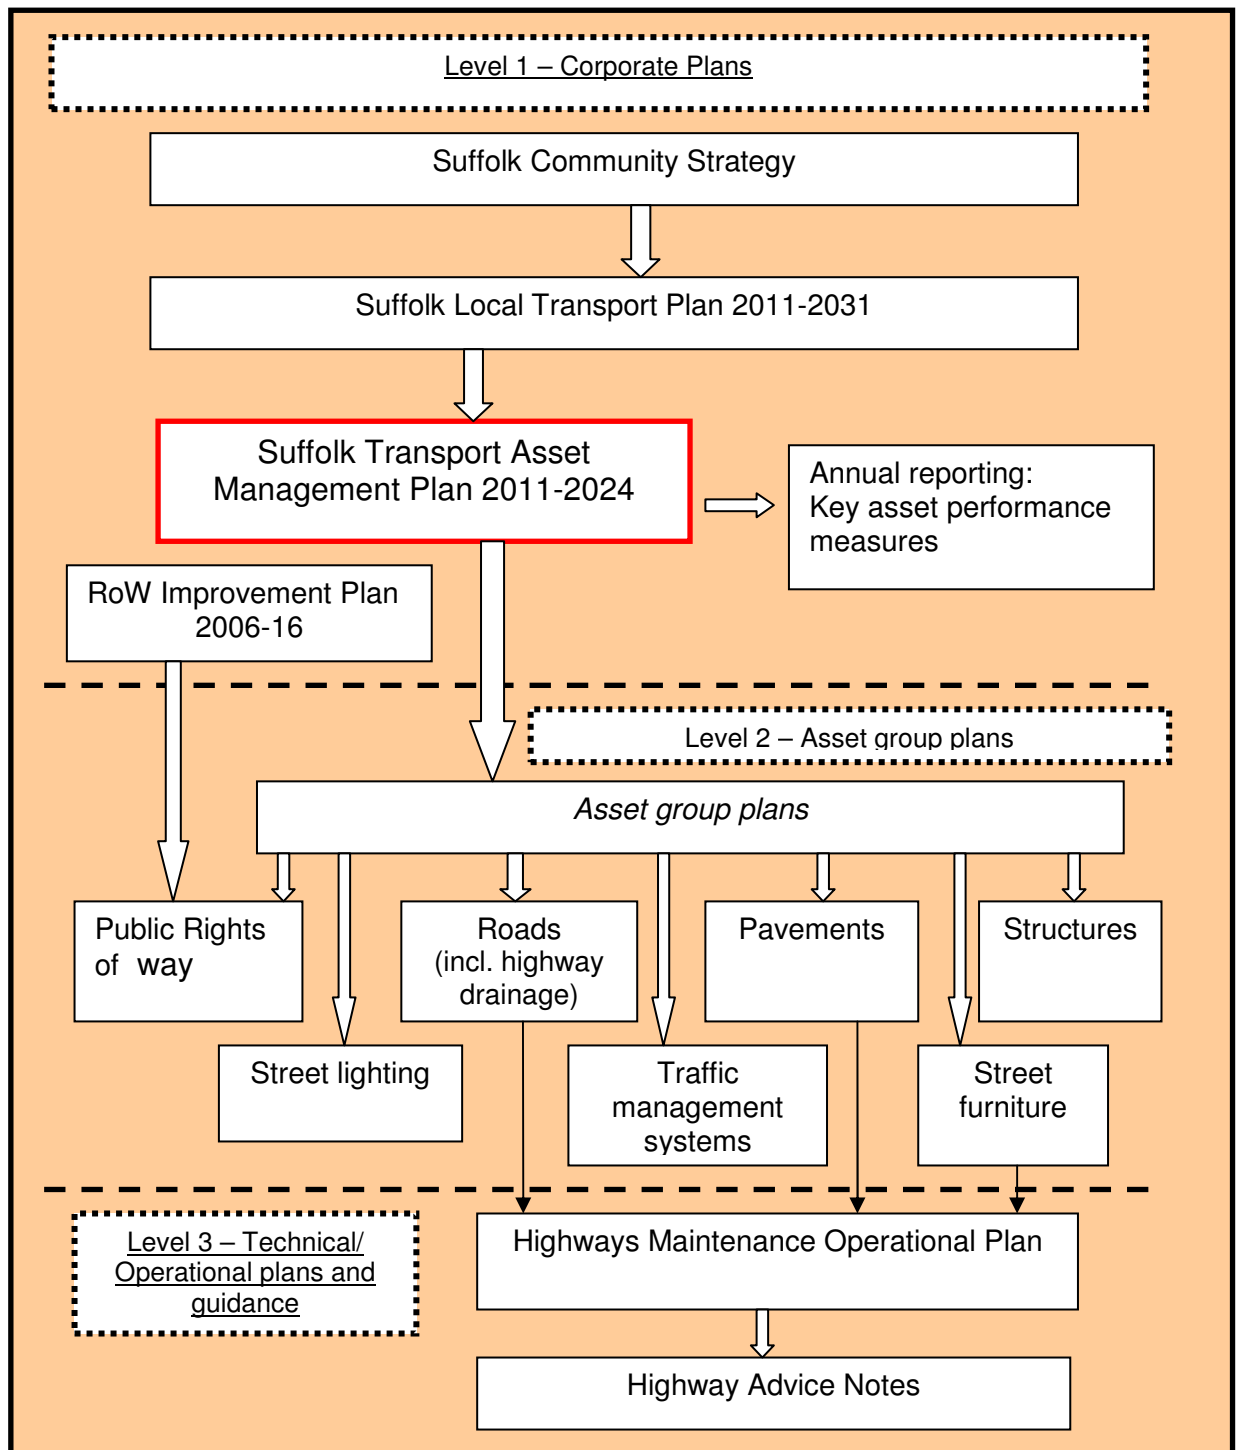 Level 1 – Corporate Plans
Suffolk Community Strategy
Suffolk Local Transport Plan 2011-2031
Suffolk Transport Asset
Management Plan 2011-2024
Annual reporting:
Key asset performance
measures
RoW Improvement Plan
2006-16
Level 2 – Asset group plans
Asset group plans
Public Rights
of way
Roads
(incl. highway
drainage)
Pavements
Structures
Street lighting
Traffic
management
systems
Street
furniture
Level 3 – Technical/
Operational plans and
guidance
Highways Maintenance Operational Plan
Highway Advice Notes